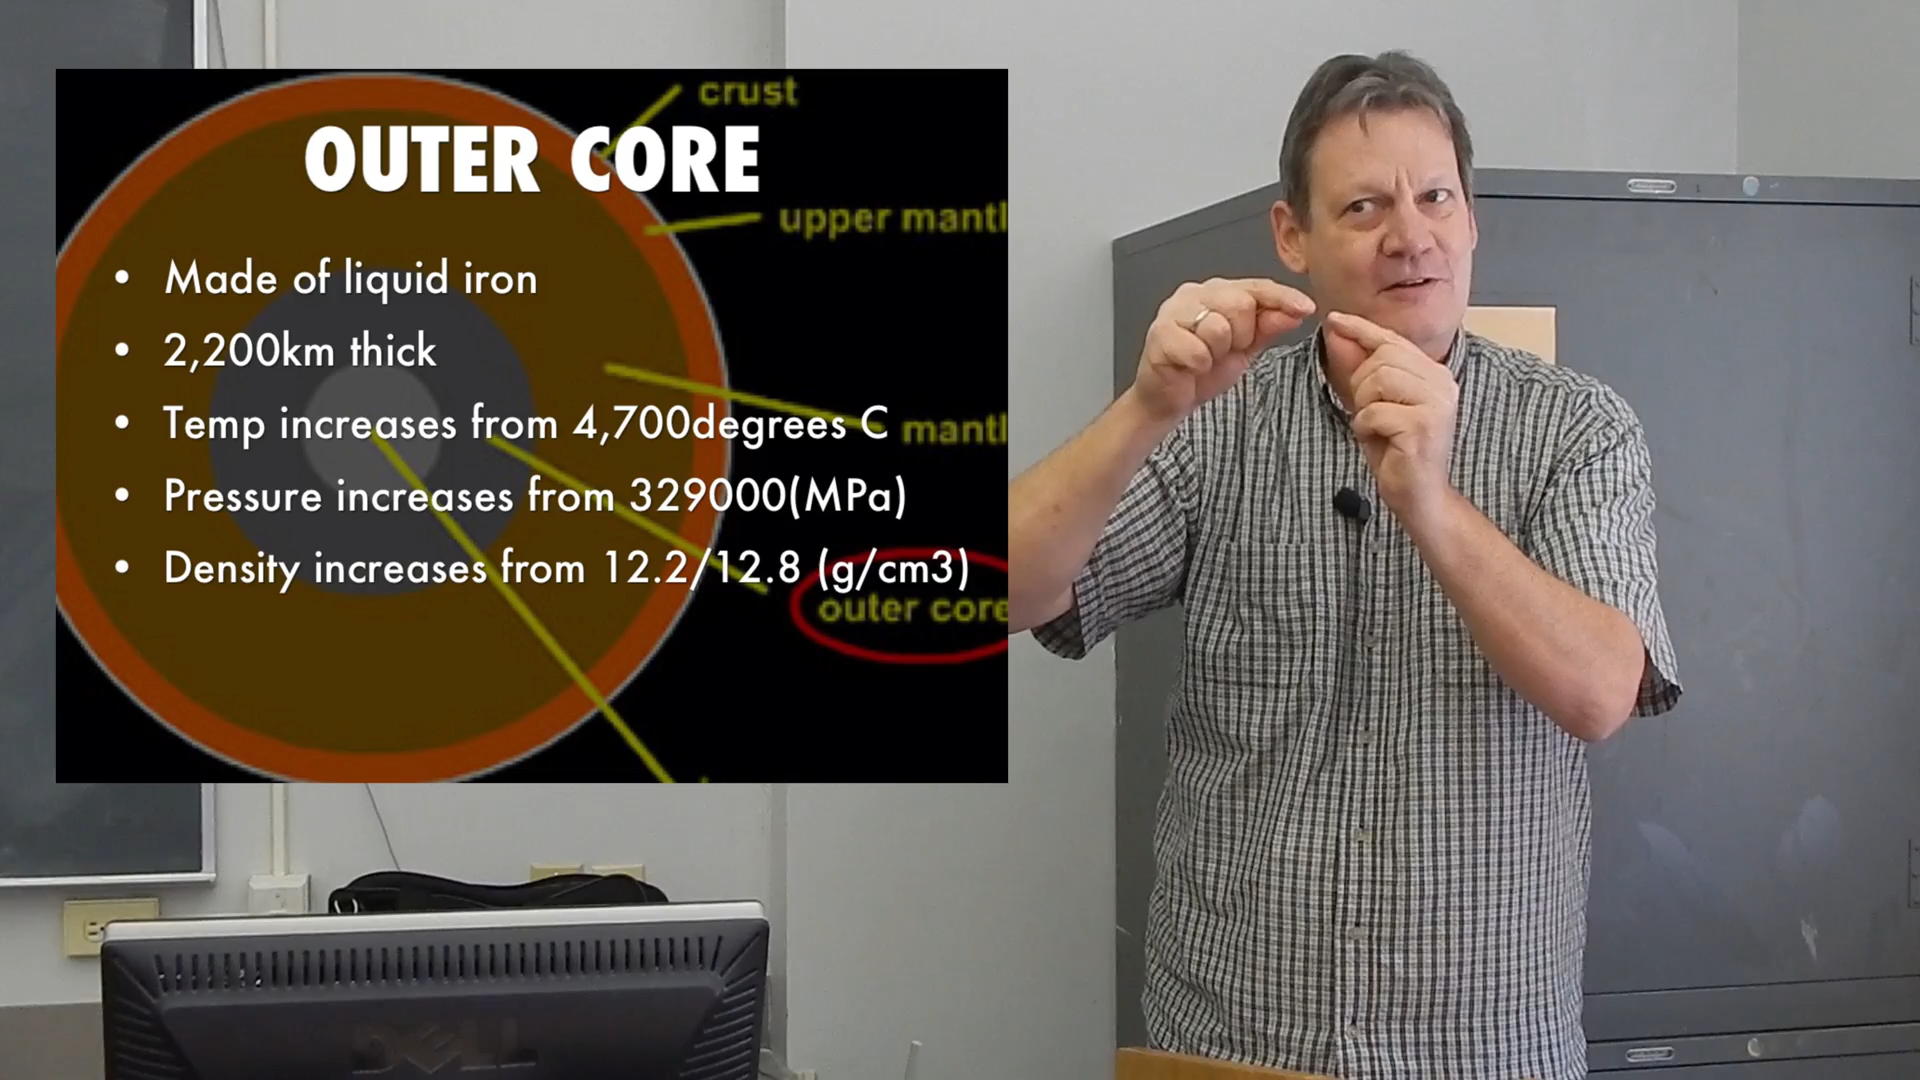 crust
OUTER CORE
upper mantl
• Made of liquid iron
• 2,200km thick
• Temp increases from 4,700degrees C
mantl
• Pressure increases from 329000(MPa)
• Density increases from 12.2/12.8 (g/cm3)
outer core
DELL